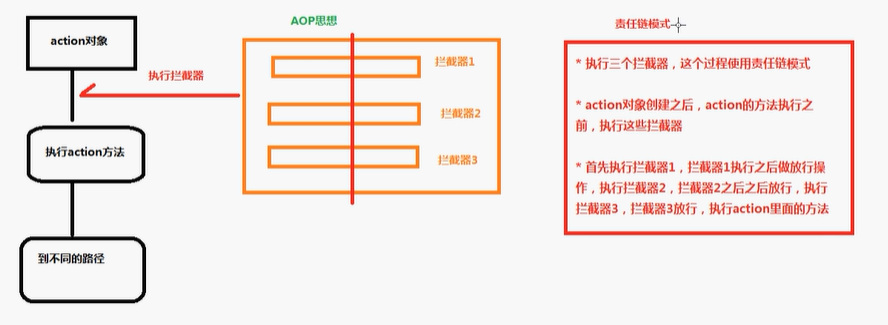 AOP思想
责任链模式
action对象
执行拦截器
拦截器1
拦截器2
拦截器3
执行action方法
到不同的路径
* 执行三个拦截器，这个过程使用责任链模式
* action对象创建之后，action的方法执行之
前，执行这些拦截器
* 首先执行拦截器1，拦截器1执行之后做放行操
作，执行拦截器2，拦截器2之后之后放行，执行
拦截器3，拦截器3放行，执行action里面的方法